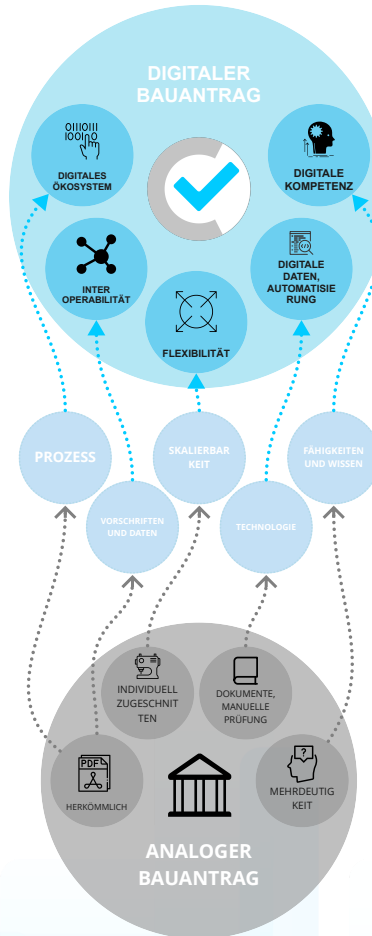 DIGITALER
BAUANTRAG
DIGITALES
ÖKOSYSTEM
DIGITALE
KOMPETENZ
INTER
OPERABILITÄT
DIGITALE
DATEN,
AUTOMATISIE
RUNG
FLEXIBILITÄT
PROZESS
SKALIERBAR
KEIT
FÄHIGKEITEN
UND WISSEN
VORSCHRIFTEN
UND DATEN
TECHNOLOGIE
INDIVIDUELL
ZUGESCHNIT
TEN
DOKUMENTE,
MANUELLE
PRÜFUNG
PDF
HERKÖMMLICH
?
MEHRDEUTIG
KEIT
ANALOGER
BAUANTRAG